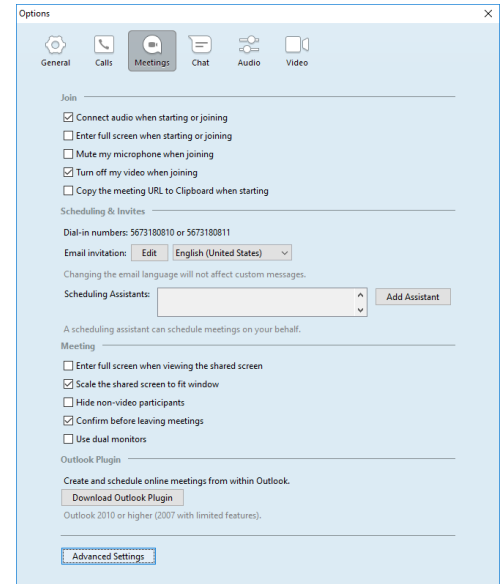 Options
General Calls Meetings Chat Audio Video
Join
Connect audio when starting or joining
Enter full screen when starting or joining
Mute my microphone when joining
Turn off my video when joining
Copy the meeting URL to Clipboard when starting
Scheduling & Invites
Dial-in numbers: 5673180810 or 5673180811
Email invitation: Edit English (United States)
Changing the email language will not affect custom messages.
Scheduling Assistants: Add Assistant
A scheduling assistant can schedule meetings on your behalf.
Meeting
Enter full screen when viewing the shared screen
Scale the shared screen to fit window
Hide non-video participants
Confirm before leaving meetings
Use dual monitors
Outlook Plugin
Create and schedule online meetings from within Outlook.
Download Outlook Plugin
Outlook 2010 or higher (2007 with limited features).
Advanced Settings